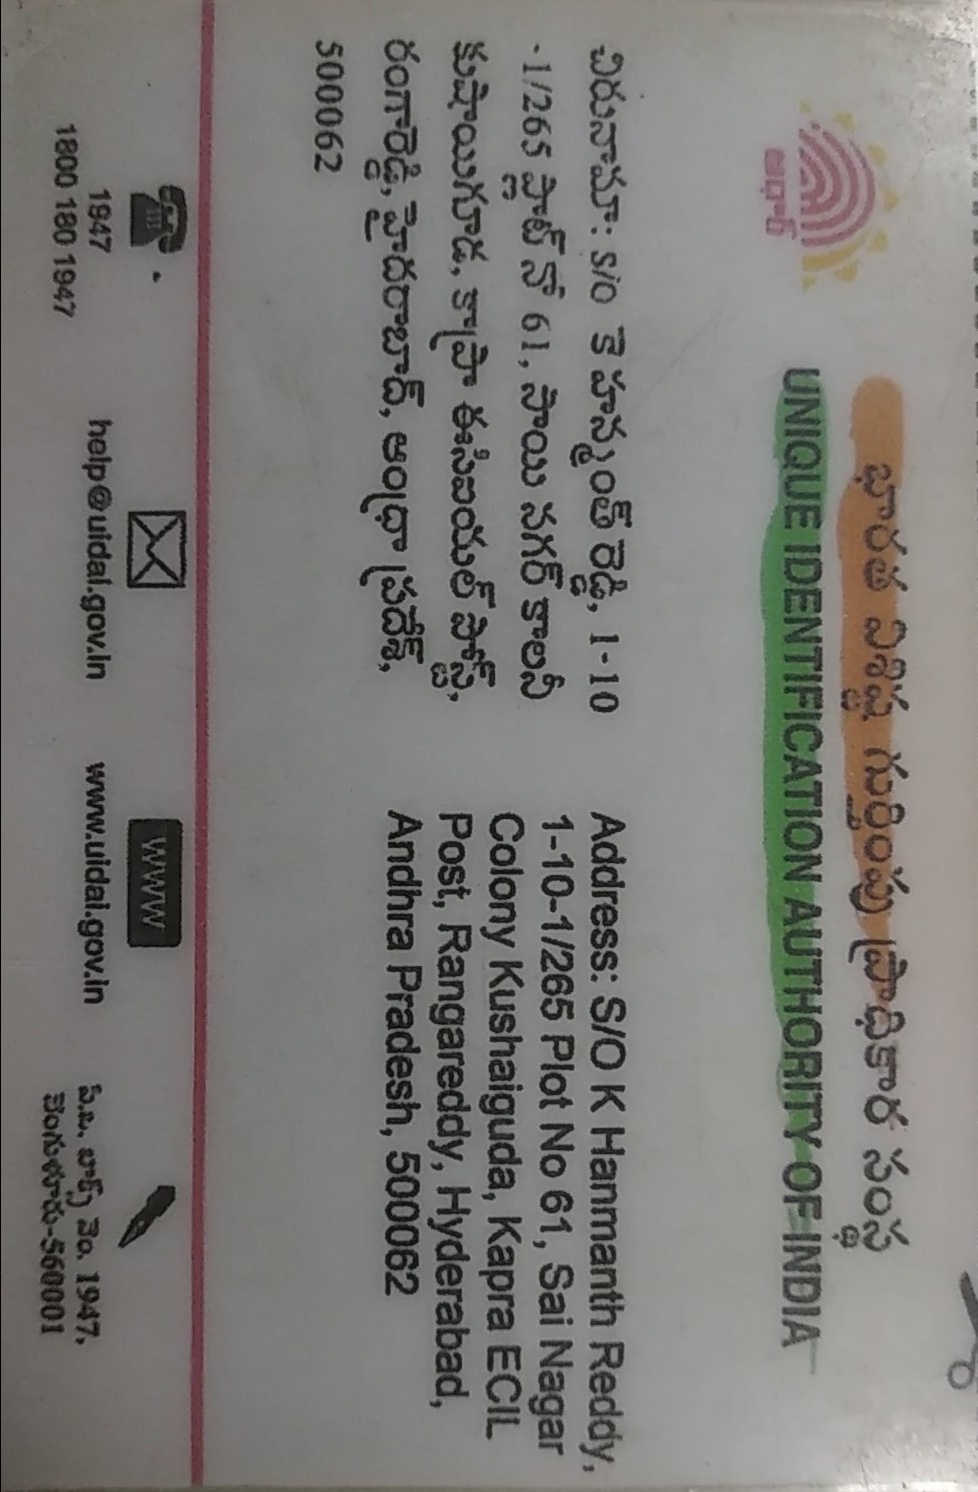 భారత విశిష్ట గుర్తింపు ప్రాధికార సంస్థ
UNIQUE IDENTIFICATION AUTHORITY OF INDIA
ఆధార్
చిరునామా: S/O కె హన్మంత్ రెడ్డి, 1-10
-1/265 ప్లాట్ నో 61, సాయి నగర్ కాలనీ
కుషాయిగూడ, కాప్రా ఈసిఐయల్ పోస్ట్,
రంగారెడ్డి, హైదరాబాద్, ఆంధ్రా ప్రదేశ్,
500062
Address: S/O K Hanmanth Reddy,
1-10-1/265 Plot No 61, Sai Nagar
Colony Kushaiguda, Kapra ECIL
Post, Rangareddy, Hyderabad,
Andhra Pradesh, 500062
1947
1800 180 1947
help@uidai.gov.in
WWW
www.uidai.gov.in
పి.ఒ. బాక్స్ నెం. 1947,
బెంగుళూరు-560001